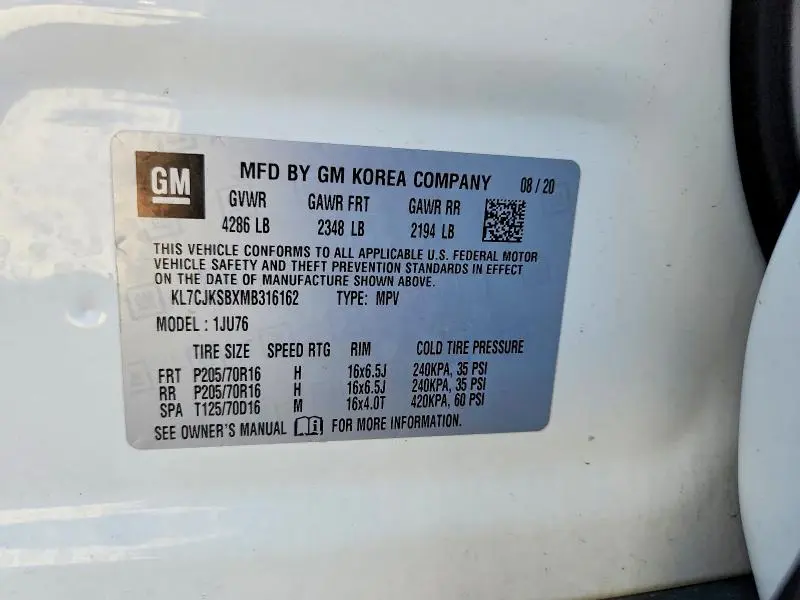 GM
MFD BY GM KOREA COMPANY 08/20
GVWR GAWR FRT GAWR RR
4286 LB 2348 LB 2194 LB
THIS VEHICLE CONFORMS TO ALL APPLICABLE U.S. FEDERAL MOTOR
VEHICLE SAFETY AND THEFT PREVENTION STANDARDS IN EFFECT
ON THE DATE OF MANUFACTURE SHOWN ABOVE.
KL7CJKSBXMB316162 TYPE: MPV
MODEL : 1JU76
TIRE SIZE SPEED RTG RIM COLD TIRE PRESSURE
FRT P205/70R16 H 16x6.5J 240KPA, 35 PSI
RR P205/70R16 H 16x6.5J 240KPA, 35 PSI
SPA T125/70D16 M 16x4.0T 420KPA, 60 PSI
SEE OWNER'S MANUAL FOR MORE INFORMATION.